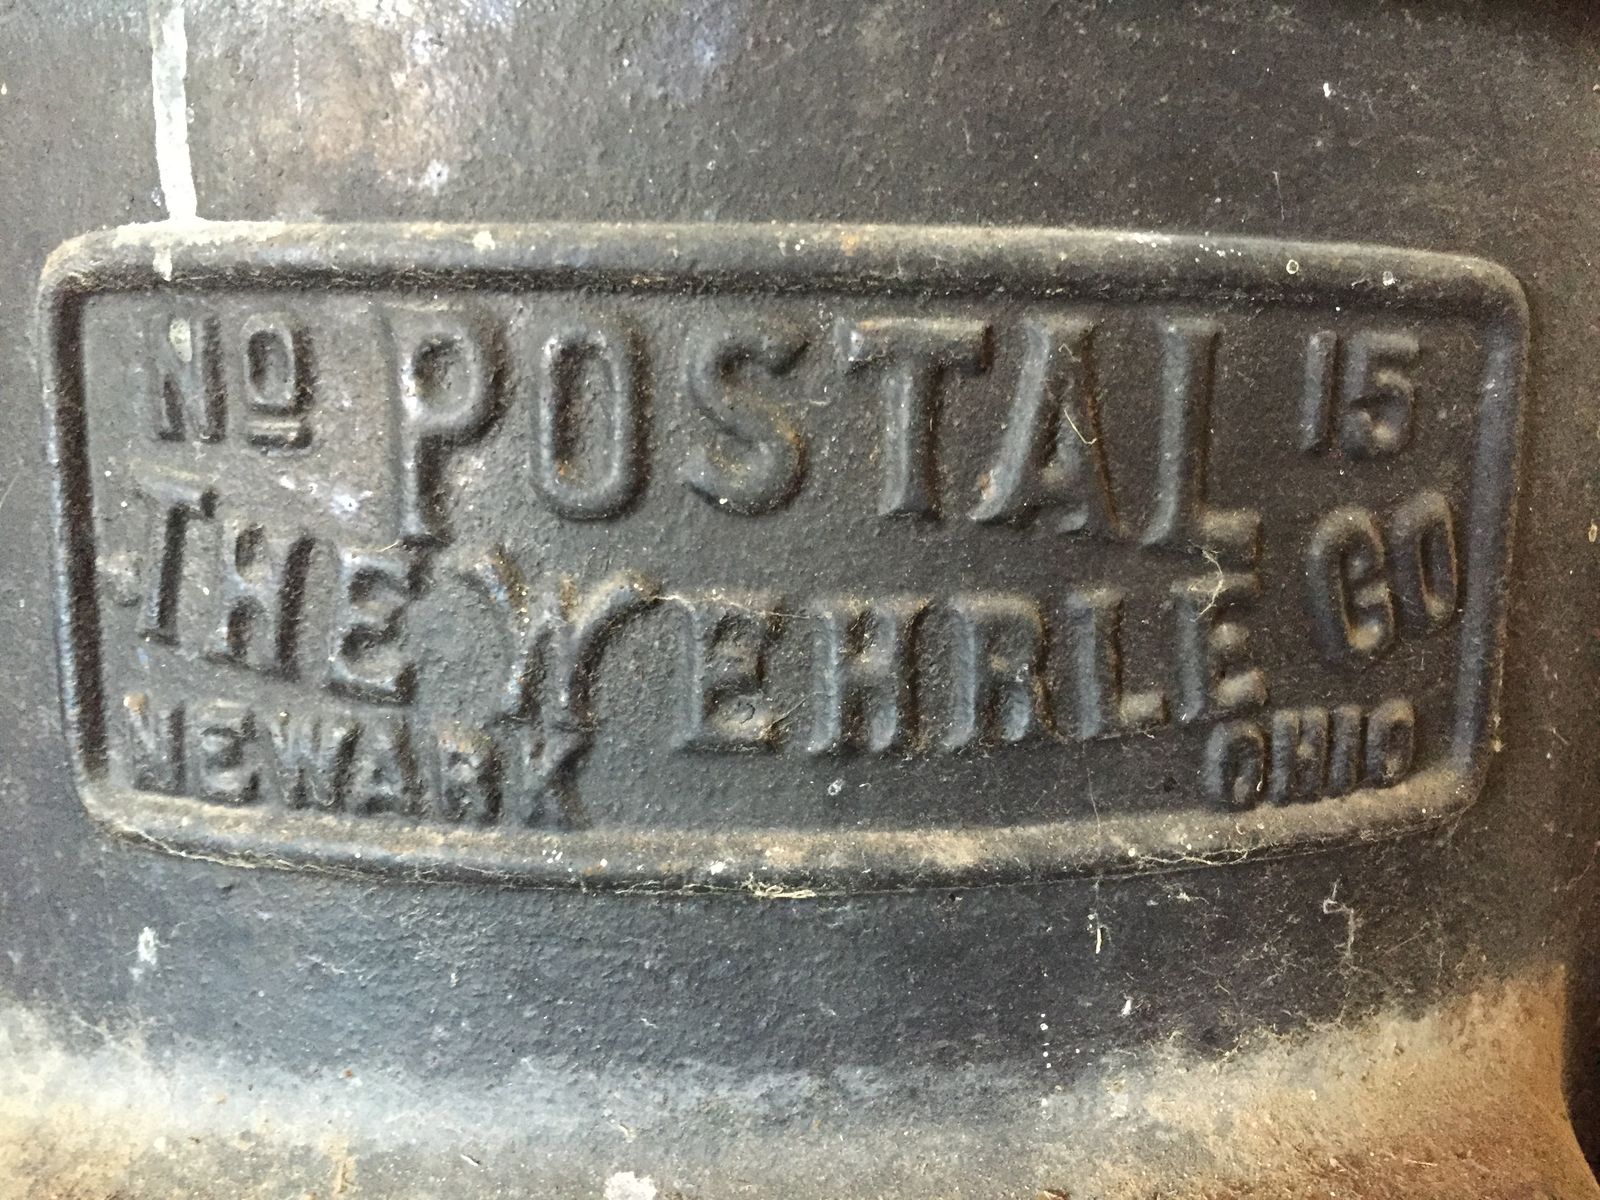 Nº POSTAL 15
THE WEHRLE CO
NEWARK OHIO